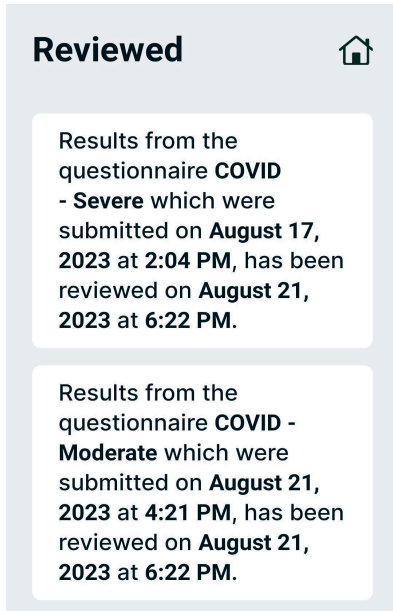 Reviewed
Results from the
questionnaire COVID
- Severe which were
submitted on August 17,
2023 at 2:04 PM, has been
reviewed on August 21,
2023 at 6:22 PM.
Results from the
questionnaire COVID -
Moderate which were
submitted on August 21,
2023 at 4:21 PM, has been
reviewed on August 21,
2023 at 6:22 PM.